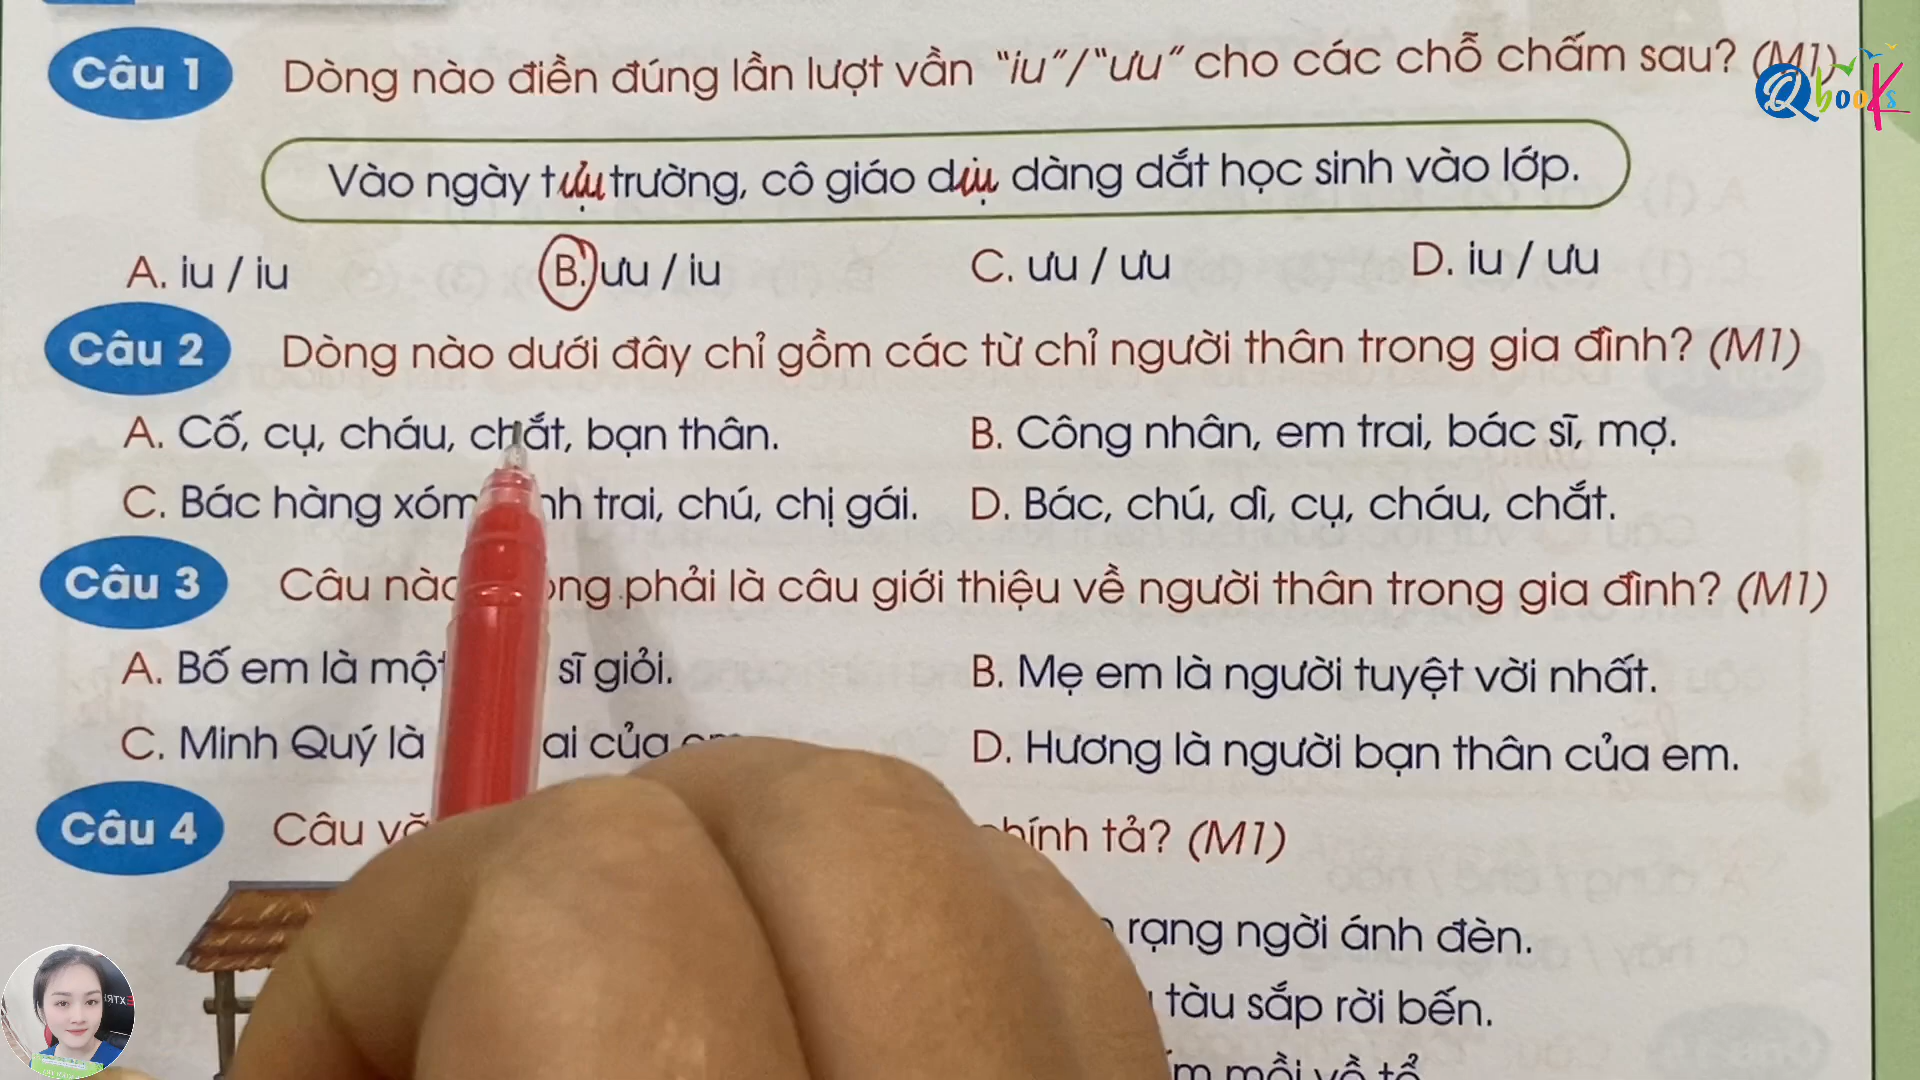 Câu 1 Dòng nào điền đúng lần lượt vần "iu"/"ưu" cho các chỗ chấm sau? (M1)
Qbooks
Vào ngày tựu trường, cô giáo dịu dàng dắt học sinh vào lớp.
A. iu / iu B. ưu / iu C. ưu / ưu D. iu / ưu
Câu 2 Dòng nào dưới đây chỉ gồm các từ chỉ người thân trong gia đình? (M1)
A. Cố, cụ, cháu, chắt, bạn thân. B. Công nhân, em trai, bác sĩ, mợ.
C. Bác hàng xóm trai, chú, chị gái. D. Bác, chú, dì, cụ, cháu, chắt.
Câu 3 Câu phải là câu giới thiệu về người thân trong gia đình? (M1)
A. Bố em là một sĩ giỏi. B. Mẹ em là người tuyệt vời nhất.
C. Minh Quý là của D. Hương là người bạn thân của em.
Câu 4 Câu chính tả? (M1)
rạng ngời ánh đèn.
tàu sắp rời bến.
mồi về tổ